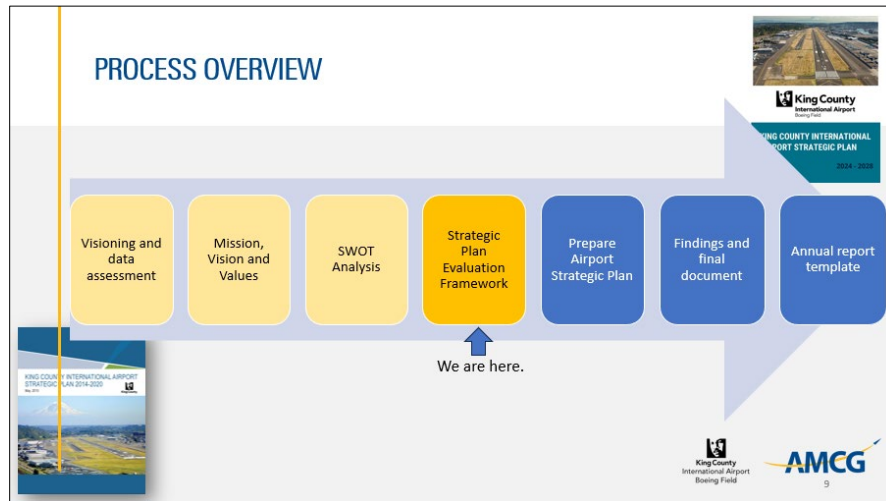 PROCESS OVERVIEW
King County
International Airport
Boeing Field
KING COUNTY INTERNATIONAL
AIRPORT STRATEGIC PLAN
2024 - 2028
Visioning and
data
assessment
Mission,
Vision and
Values
SWOT
Analysis
Strategic
Plan
Evaluation
Framework
Prepare
Airport
Strategic Plan
Findings and
final
document
Annual report
template
We are here.
KING COUNTY INTERNATIONAL AIRPORT
STRATEGIC PLAN 2014-2020
King County
King County
International Airport
Boeing Field
AMCG
9